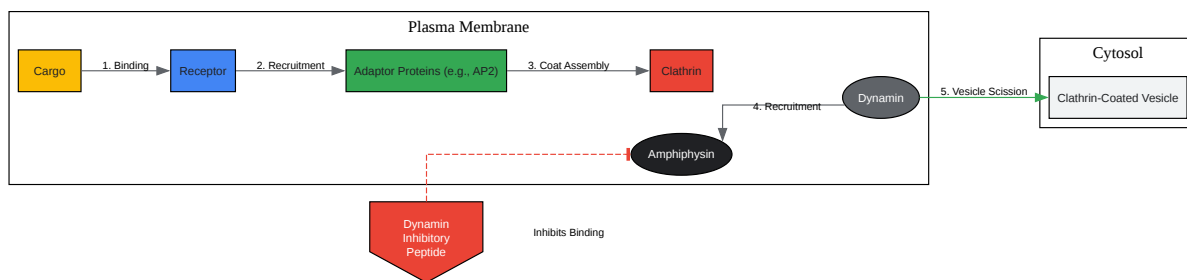 Plasma Membrane
Cytosol
Cargo
1. Binding
Receptor
2. Recruitment
Adaptor Proteins (e.g., AP2)
3. Coat Assembly
Clathrin
Dynamin
5. Vesicle Scission
Clathrin-Coated Vesicle
4. Recruitment
Amphiphysin
Dynamin
Inhibitory
Peptide
Inhibits Binding